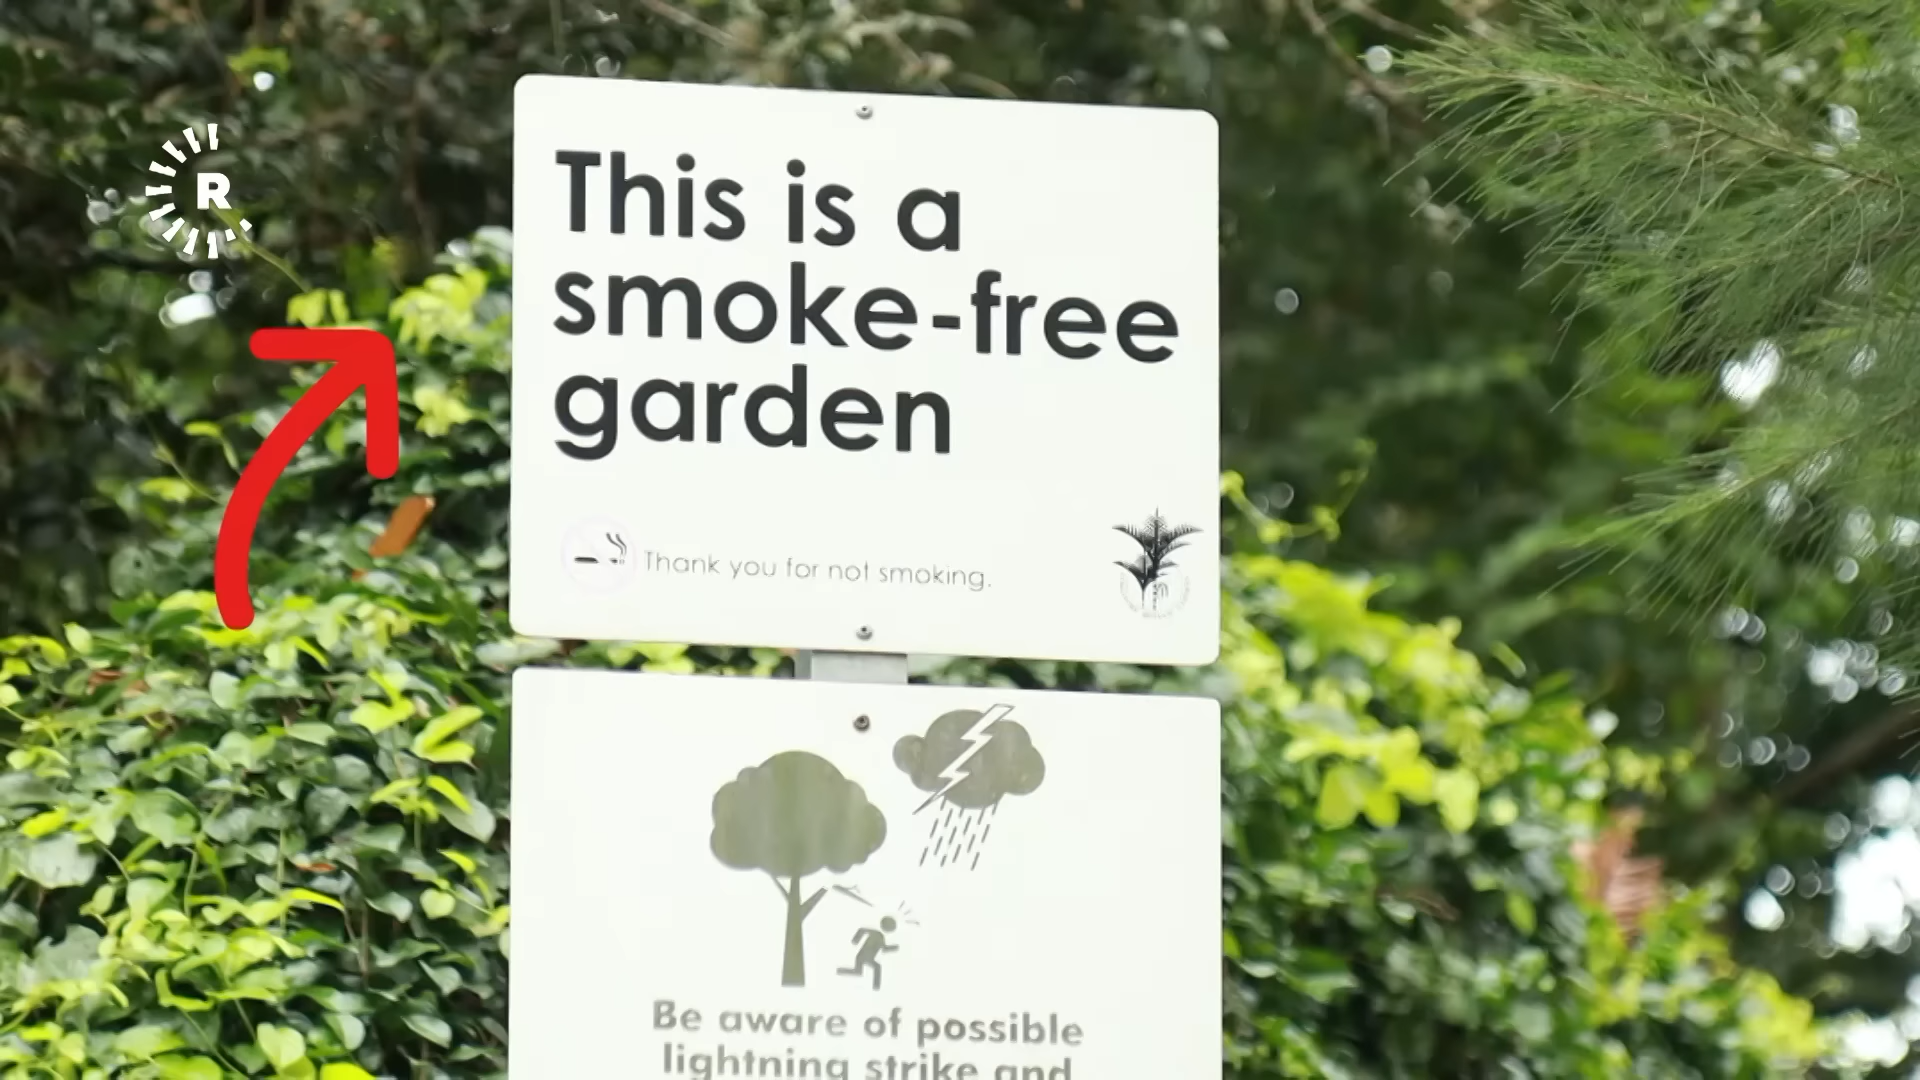 R
This is a
smoke-free
garden
Thank you for not smoking.
Be aware of possible
lightning strike and